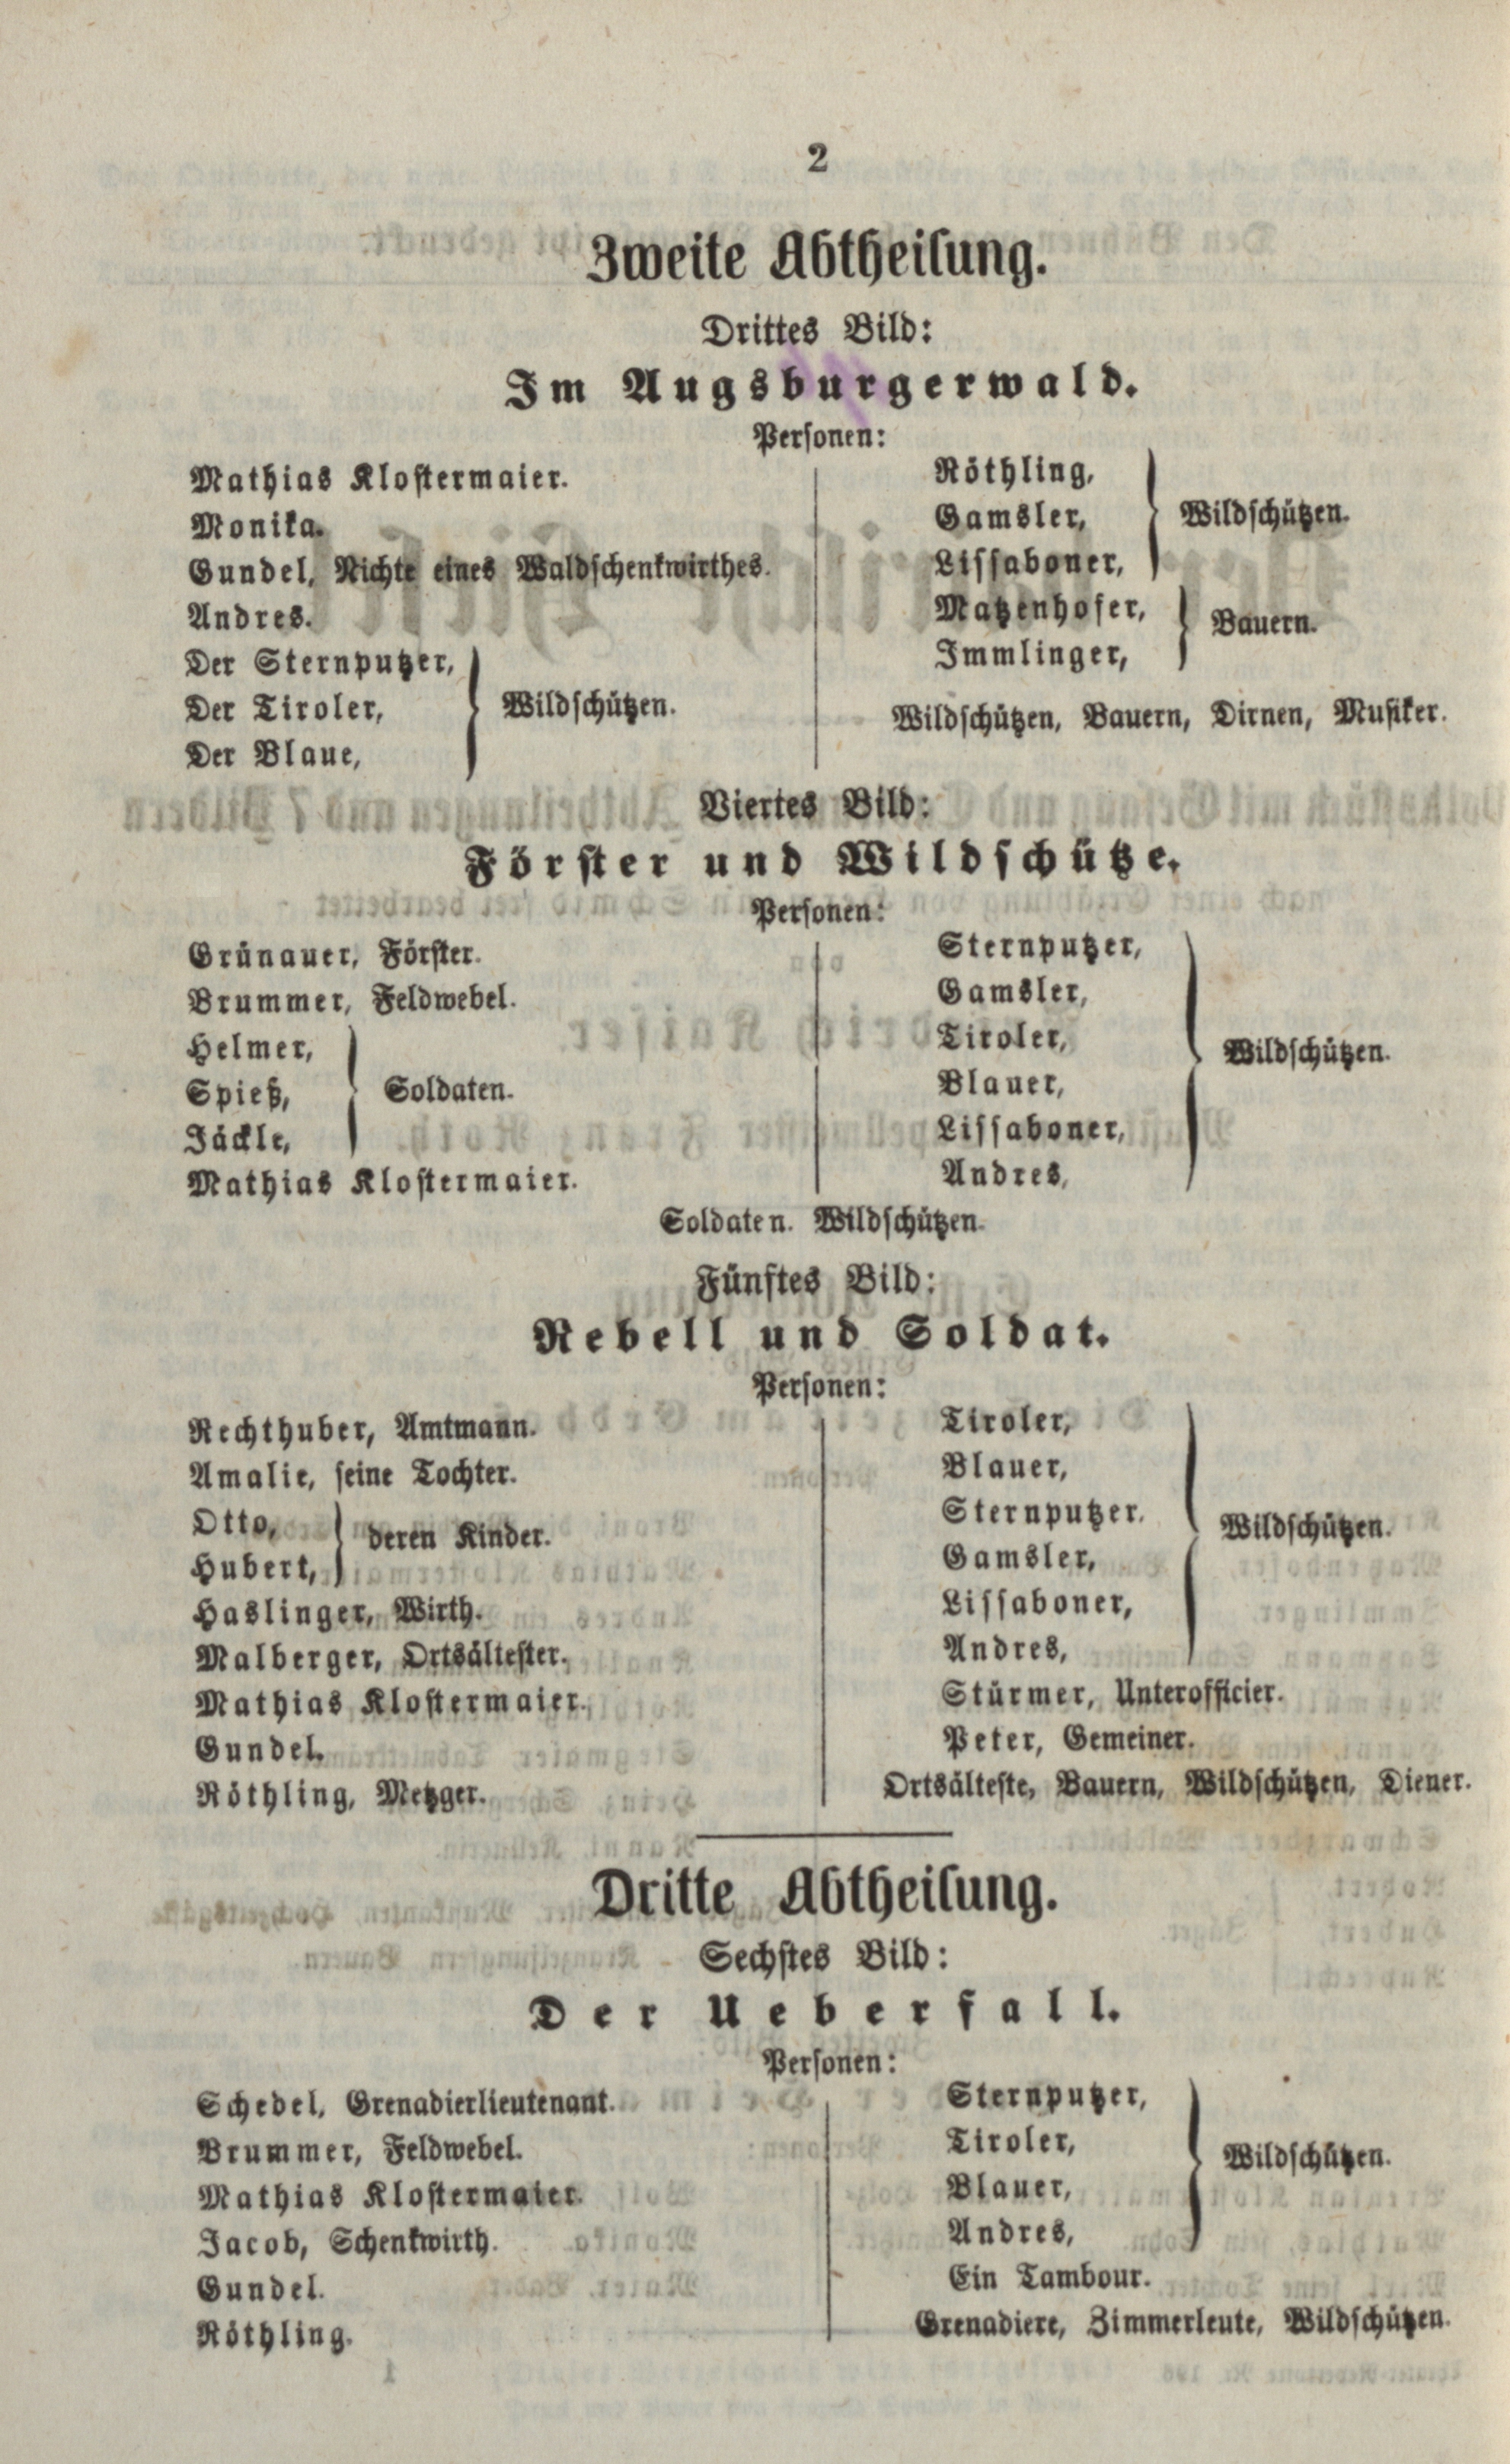 2
Zweite Abtheilung.
Drittes Bild:
Im Augsburgerwald.
Personen:
Mathias Klostermaier.
Monika.
Gundel, Nichte eines Waldschenkwirthes.
Andres.
Der Sternputzer,
Der Tiroler,
Der Blaue,
Wildschützen.
Röthling,
Gamsler,
Lissaboner,
Wildschützen.
Matzenhofer,
Immlinger,
Bauern.
Wildschützen, Bauern, Dirnen, Musiker.
Viertes Bild:
Förster und Wildschütze.
Personen:
Grünauer, Förster.
Brummer, Feldwebel.
Helmer,
Spieß,
Jäckle,
Soldaten.
Mathias Klostermaier.
Sternputzer,
Gamsler,
Tiroler,
Blauer,
Lissaboner,
Andres,
Wildschützen.
Soldaten. Wildschützen.
Fünftes Bild:
Rebell und Soldat.
Personen:
Rechthuber, Amtmann.
Amalie, seine Tochter.
Otto,
Hubert,
deren Kinder.
Haslinger, Wirth.
Malberger, Ortsältester.
Mathias Klostermaier.
Gundel.
Röthling, Metzger.
Tiroler,
Blauer,
Sternputzer.
Gamsler,
Lissaboner,
Andres,
Wildschützen.
Stürmer, Unterofficier.
Peter, Gemeiner.
Ortsälteste, Bauern, Wildschützen, Diener.
Dritte Abtheilung.
Sechstes Bild:
Der Ueberfall.
Personen:
Schedel, Grenadierlieutenant.
Brummer, Feldwebel.
Mathias Klostermaier.
Jacob, Schenkwirth.
Gundel.
Röthling.
Sternputzer,
Tiroler,
Blauer,
Andres,
Wildschützen.
Ein Tambour.
Grenadiere, Zimmerleute, Wildschützen.